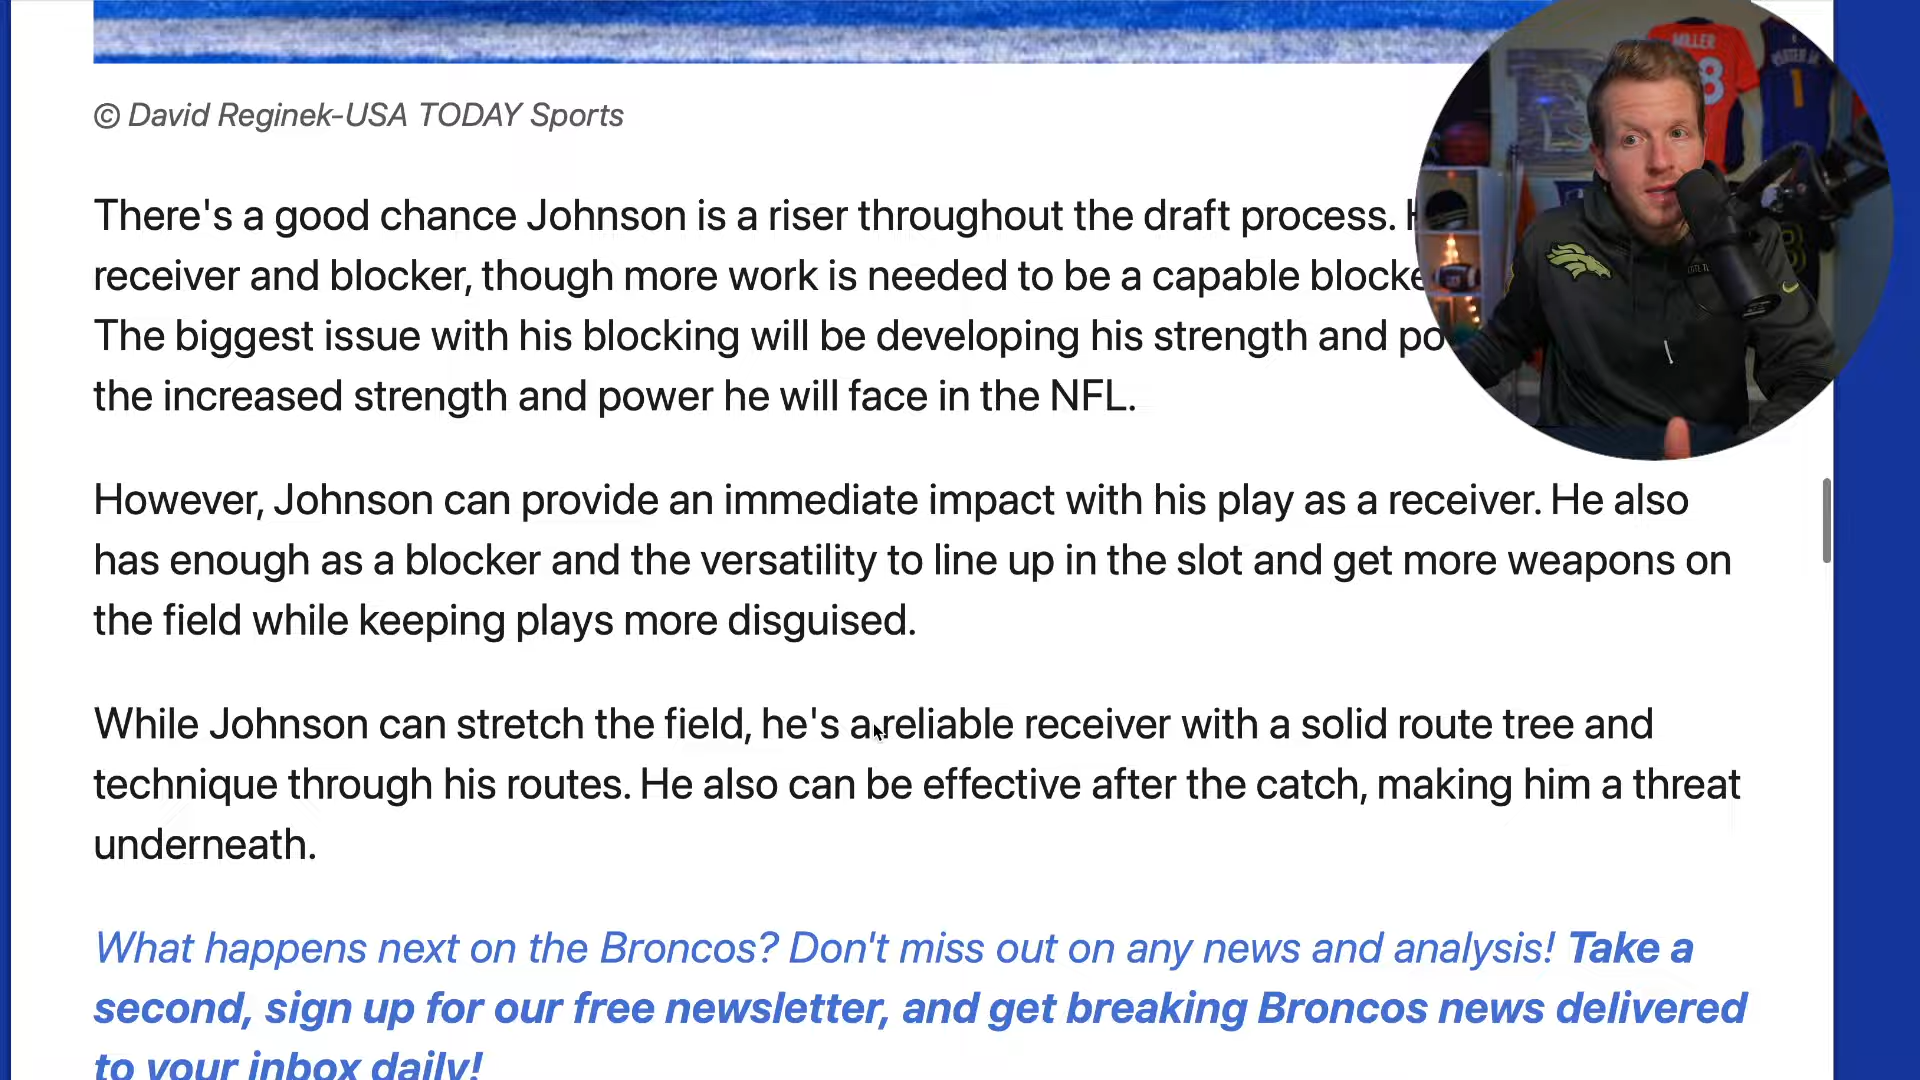 © David Reginek-USA TODAY Sports
MILLER
8
PORTER JR.
1
There's a good chance Johnson is a riser throughout the draft process.
receiver and blocker, though more work is needed to be a capable blocke
The biggest issue with his blocking will be developing his strength and po
the increased strength and power he will face in the NFL.
However, Johnson can provide an immediate impact with his play as a receiver. He also
has enough as a blocker and the versatility to line up in the slot and get more weapons on
the field while keeping plays more disguised.
While Johnson can stretch the field, he's a reliable receiver with a solid route tree and
technique through his routes. He also can be effective after the catch, making him a threat
underneath.
What happens next on the Broncos? Don't miss out on any news and analysis! Take a
second, sign up for our free newsletter, and get breaking Broncos news delivered
to your inbox daily!